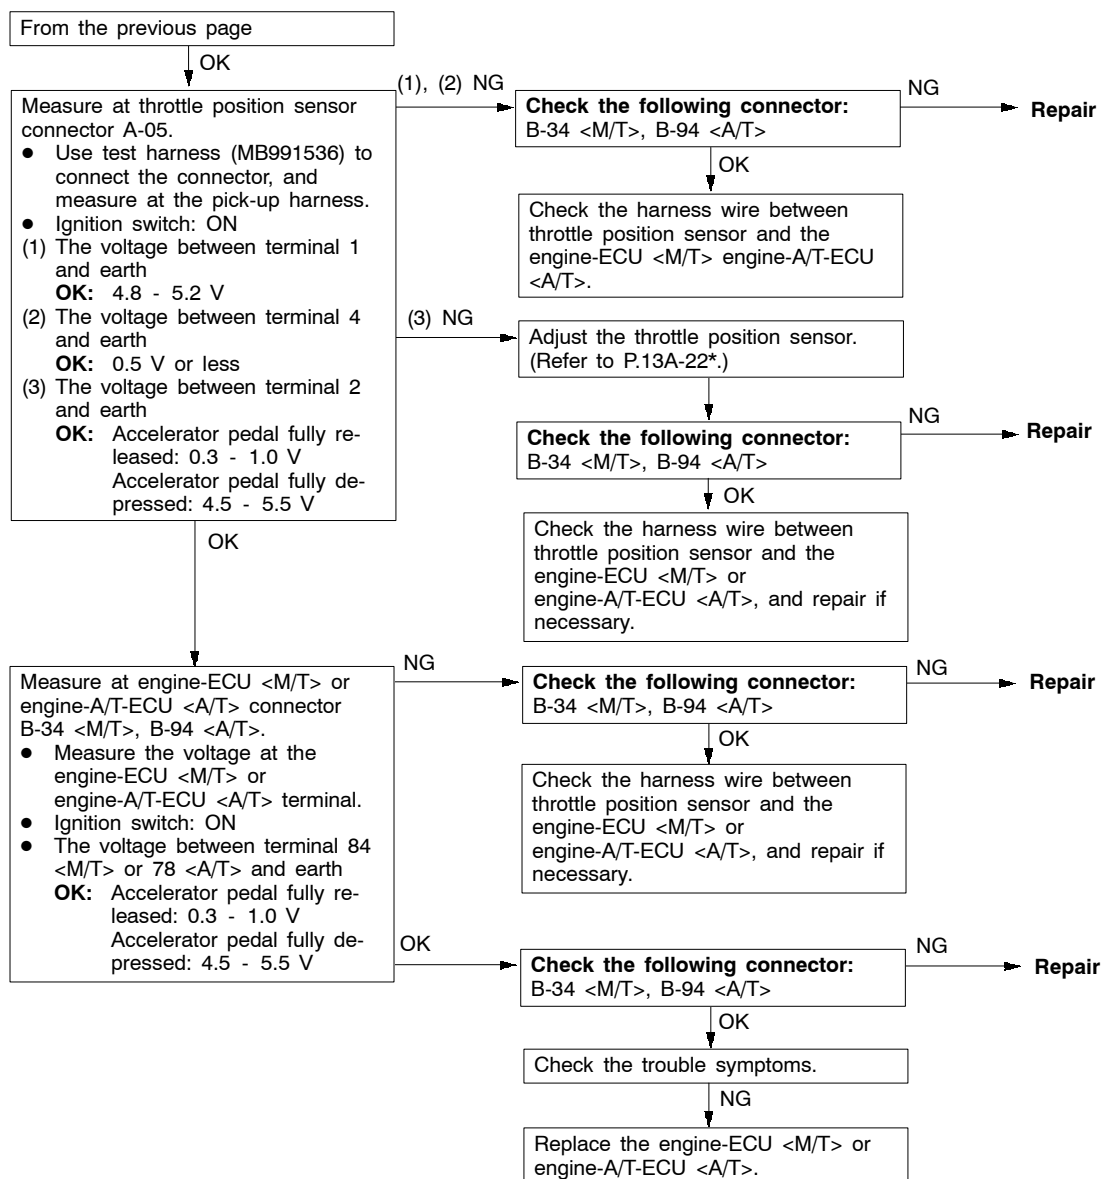 From the previous page
OK
Measure at throttle position sensor
connector A-05.
● Use test harness (MB991536) to
connect the connector, and
measure at the pick-up harness.
● Ignition switch: ON
(1) The voltage between terminal 1
and earth
OK: 4.8 - 5.2 V
(2) The voltage between terminal 4
and earth
OK: 0.5 V or less
(3) The voltage between terminal 2
and earth
OK: Accelerator pedal fully re-
leased: 0.3 - 1.0 V
Accelerator pedal fully de-
pressed: 4.5 - 5.5 V
(1), (2) NG
Check the following connector:
B-34 <M/T>, B-94 <A/T>
NG
Repair
OK
Check the harness wire between
throttle position sensor and the
engine-ECU <M/T> engine-A/T-ECU
<A/T>.
(3) NG
Adjust the throttle position sensor.
(Refer to P.13A-22*.)
Check the following connector:
B-34 <M/T>, B-94 <A/T>
NG
Repair
OK
Check the harness wire between
throttle position sensor and the
engine-ECU <M/T> or
engine-A/T-ECU <A/T>, and repair if
necessary.
OK
Measure at engine-ECU <M/T> or
engine-A/T-ECU <A/T> connector
B-34 <M/T>, B-94 <A/T>.
● Measure the voltage at the
engine-ECU <M/T> or
engine-A/T-ECU <A/T> terminal.
● Ignition switch: ON
● The voltage between terminal 84
<M/T> or 78 <A/T> and earth
OK: Accelerator pedal fully re-
leased: 0.3 - 1.0 V
Accelerator pedal fully de-
pressed: 4.5 - 5.5 V
NG
Check the following connector:
B-34 <M/T>, B-94 <A/T>
NG
Repair
OK
Check the harness wire between
throttle position sensor and the
engine-ECU <M/T> or
engine-A/T-ECU <A/T>, and repair if
necessary.
OK
Check the following connector:
B-34 <M/T>, B-94 <A/T>
NG
Repair
OK
Check the trouble symptoms.
NG
Replace the engine-ECU <M/T> or
engine-A/T-ECU <A/T>.